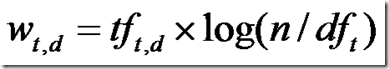 w_{t,d} = tf_{t,d} × log(n / df_t)